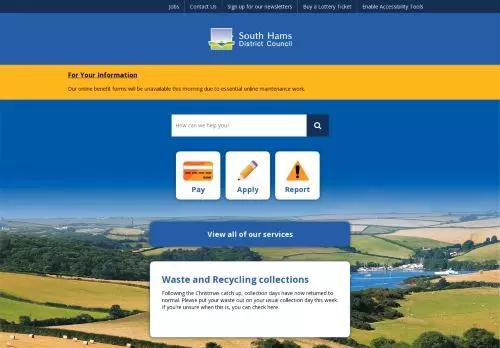 Jobs
Contact Us
Sign up for our newsletters
Buy a Lottery Ticket
Enable Accessibility Tools
South Hams
District Council
For Your Information
Our online benefit forms will be unavailable this morning due to essential online maintenance work.
How can we help you?
Pay
Apply
Report
View all of our services
Waste and Recycling collections
Following the Christmas catch up, collection days have now returned to
normal. Please put your waste out on your usual collection day this week.
If you're unsure when this is, you can check here.